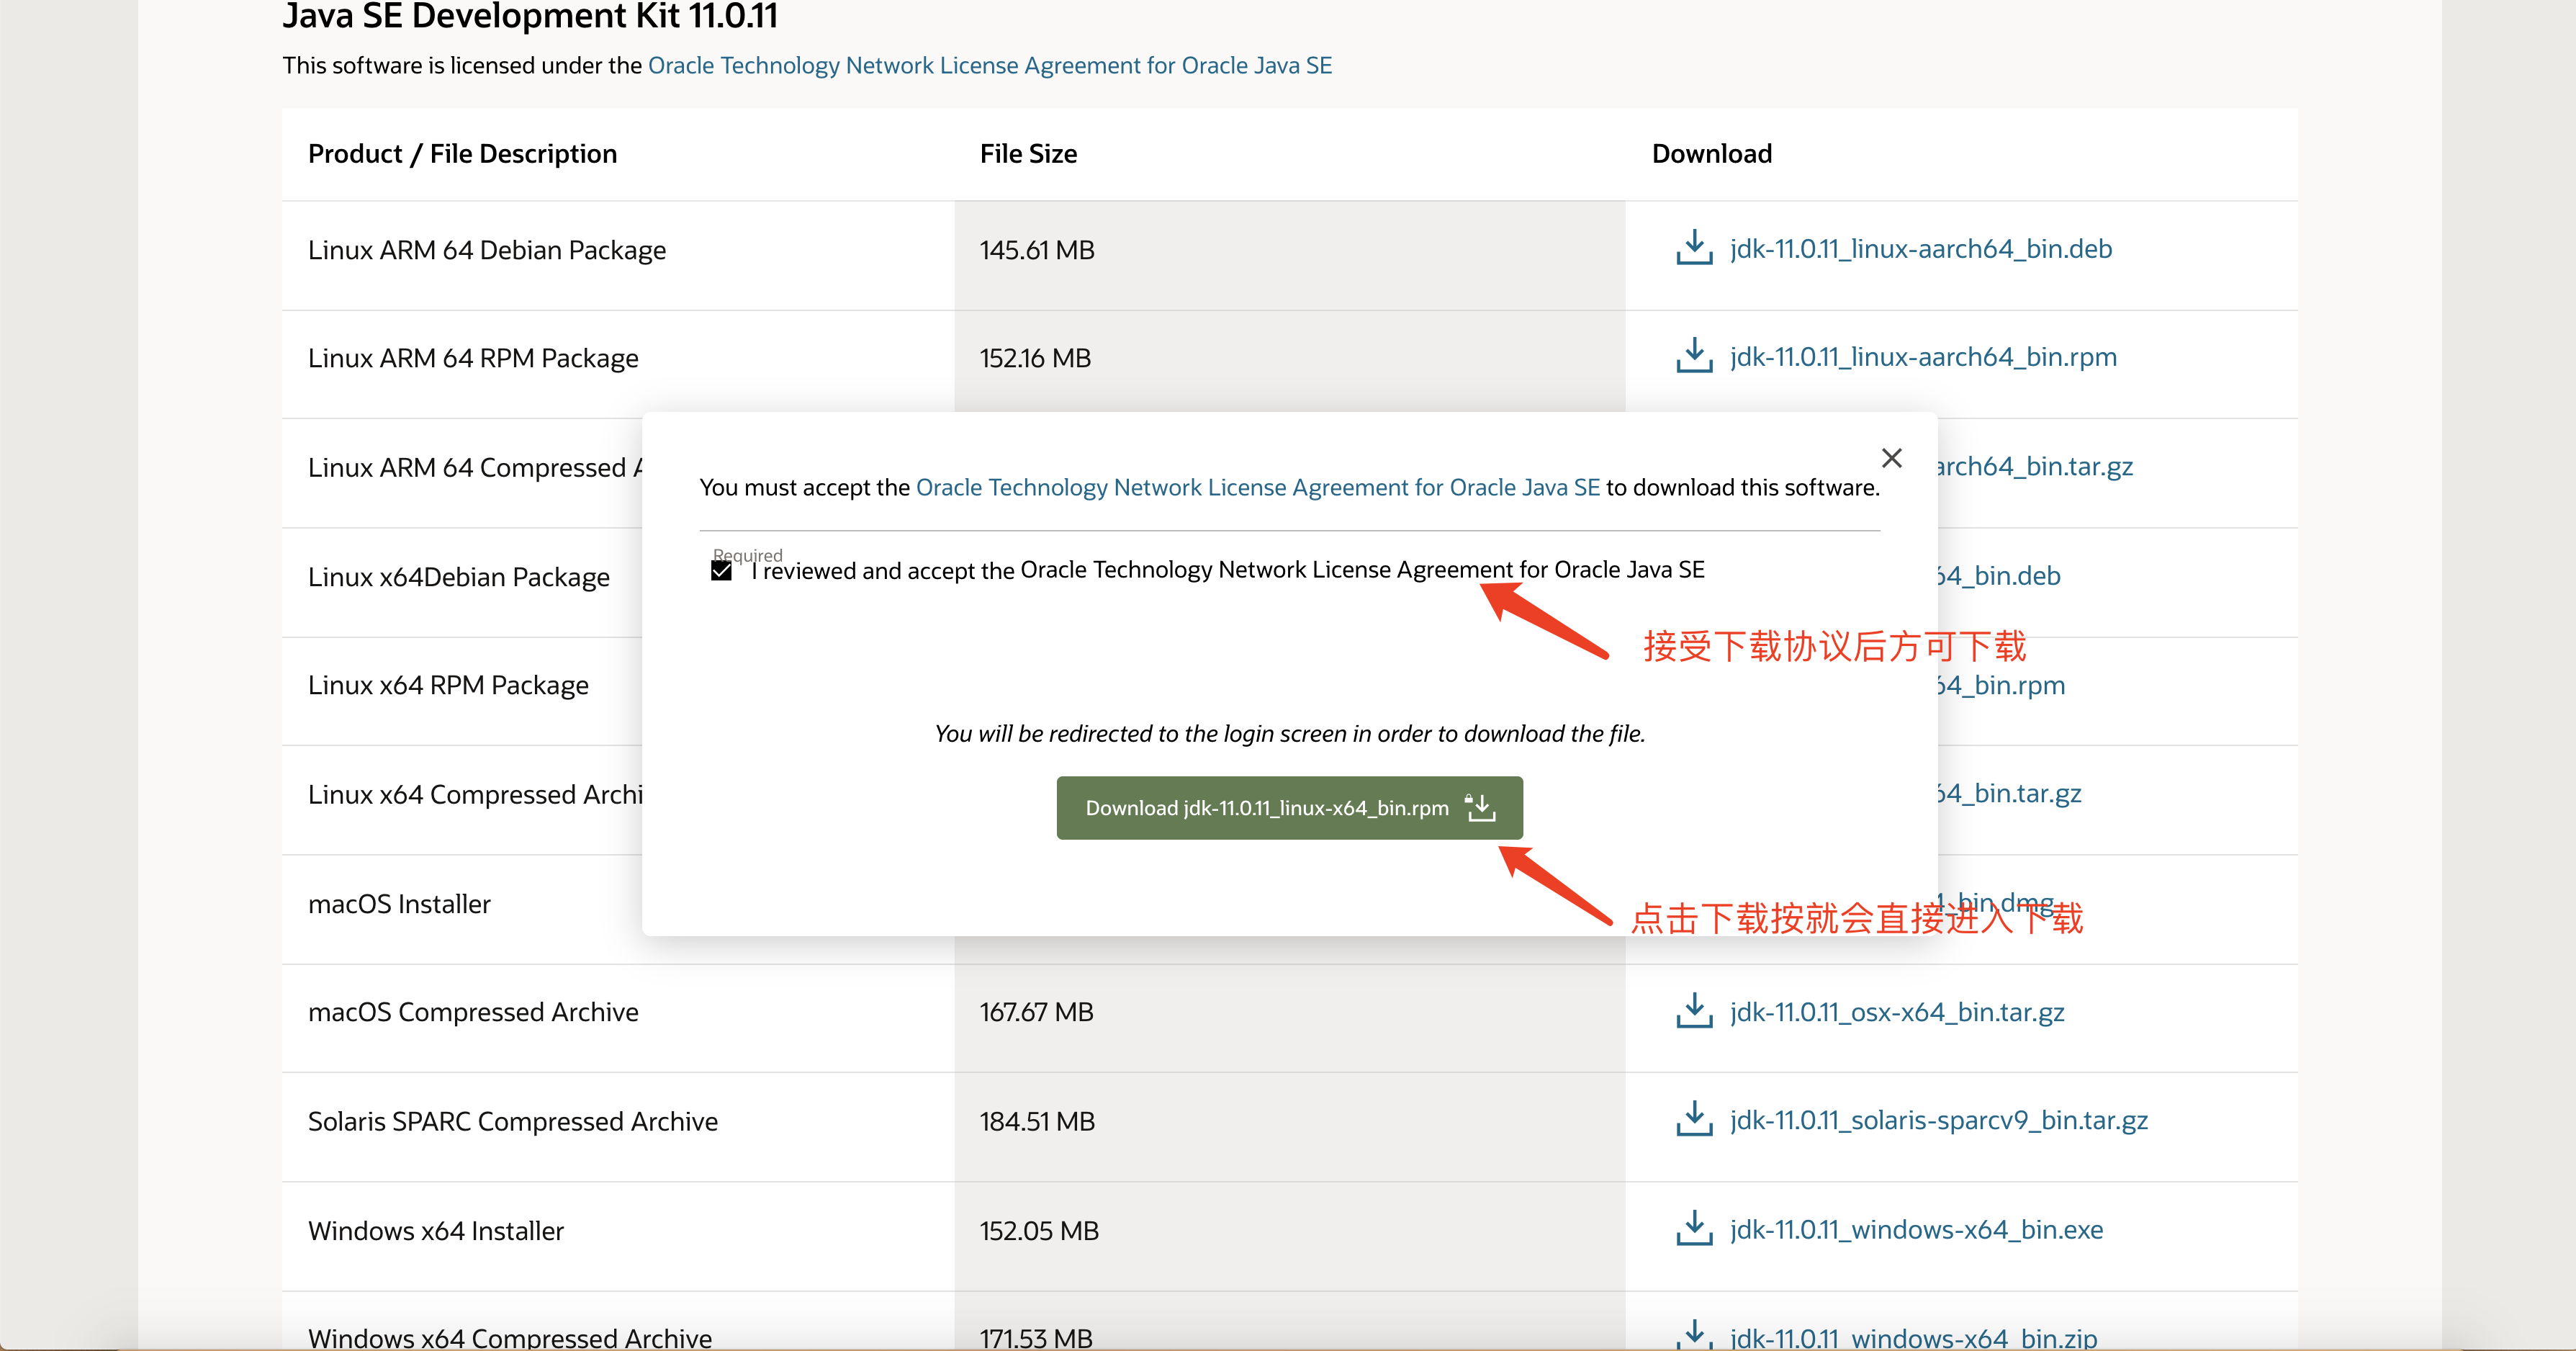 Java SE Development Kit 11.0.11
This software is licensed under the Oracle Technology Network License Agreement for Oracle Java SE
Product / File Description File Size Download
Linux ARM 64 Debian Package 145.61 MB jdk-11.0.11_linux-aarch64_bin.deb
Linux ARM 64 RPM Package 152.16 MB jdk-11.0.11_linux-aarch64_bin.rpm
Linux ARM 64 Compressed arch64_bin.tar.gz
You must accept the Oracle Technology Network License Agreement for Oracle Java SE to download this software.
Required
I reviewed and accept the Oracle Technology Network License Agreement for Oracle Java SE
Linux x64Debian Package 64_bin.deb
接受下载协议后方可下载
Linux x64 RPM Package 64_bin.rpm
You will be redirected to the login screen in order to download the file.
Linux x64 Compressed Archi 64_bin.tar.gz
Download jdk-11.0.11_linux-x64_bin.rpm
macOS Installer _bin.dmg
点击下载按就会直接进入下载
macOS Compressed Archive 167.67 MB jdk-11.0.11_osx-x64_bin.tar.gz
Solaris SPARC Compressed Archive 184.51 MB jdk-11.0.11_solaris-sparcv9_bin.tar.gz
Windows x64 Installer 152.05 MB jdk-11.0.11_windows-x64_bin.exe
Windows x64 Compressed Archive 171.53 MB jdk-11.0.11_windows-x64_bin.zip